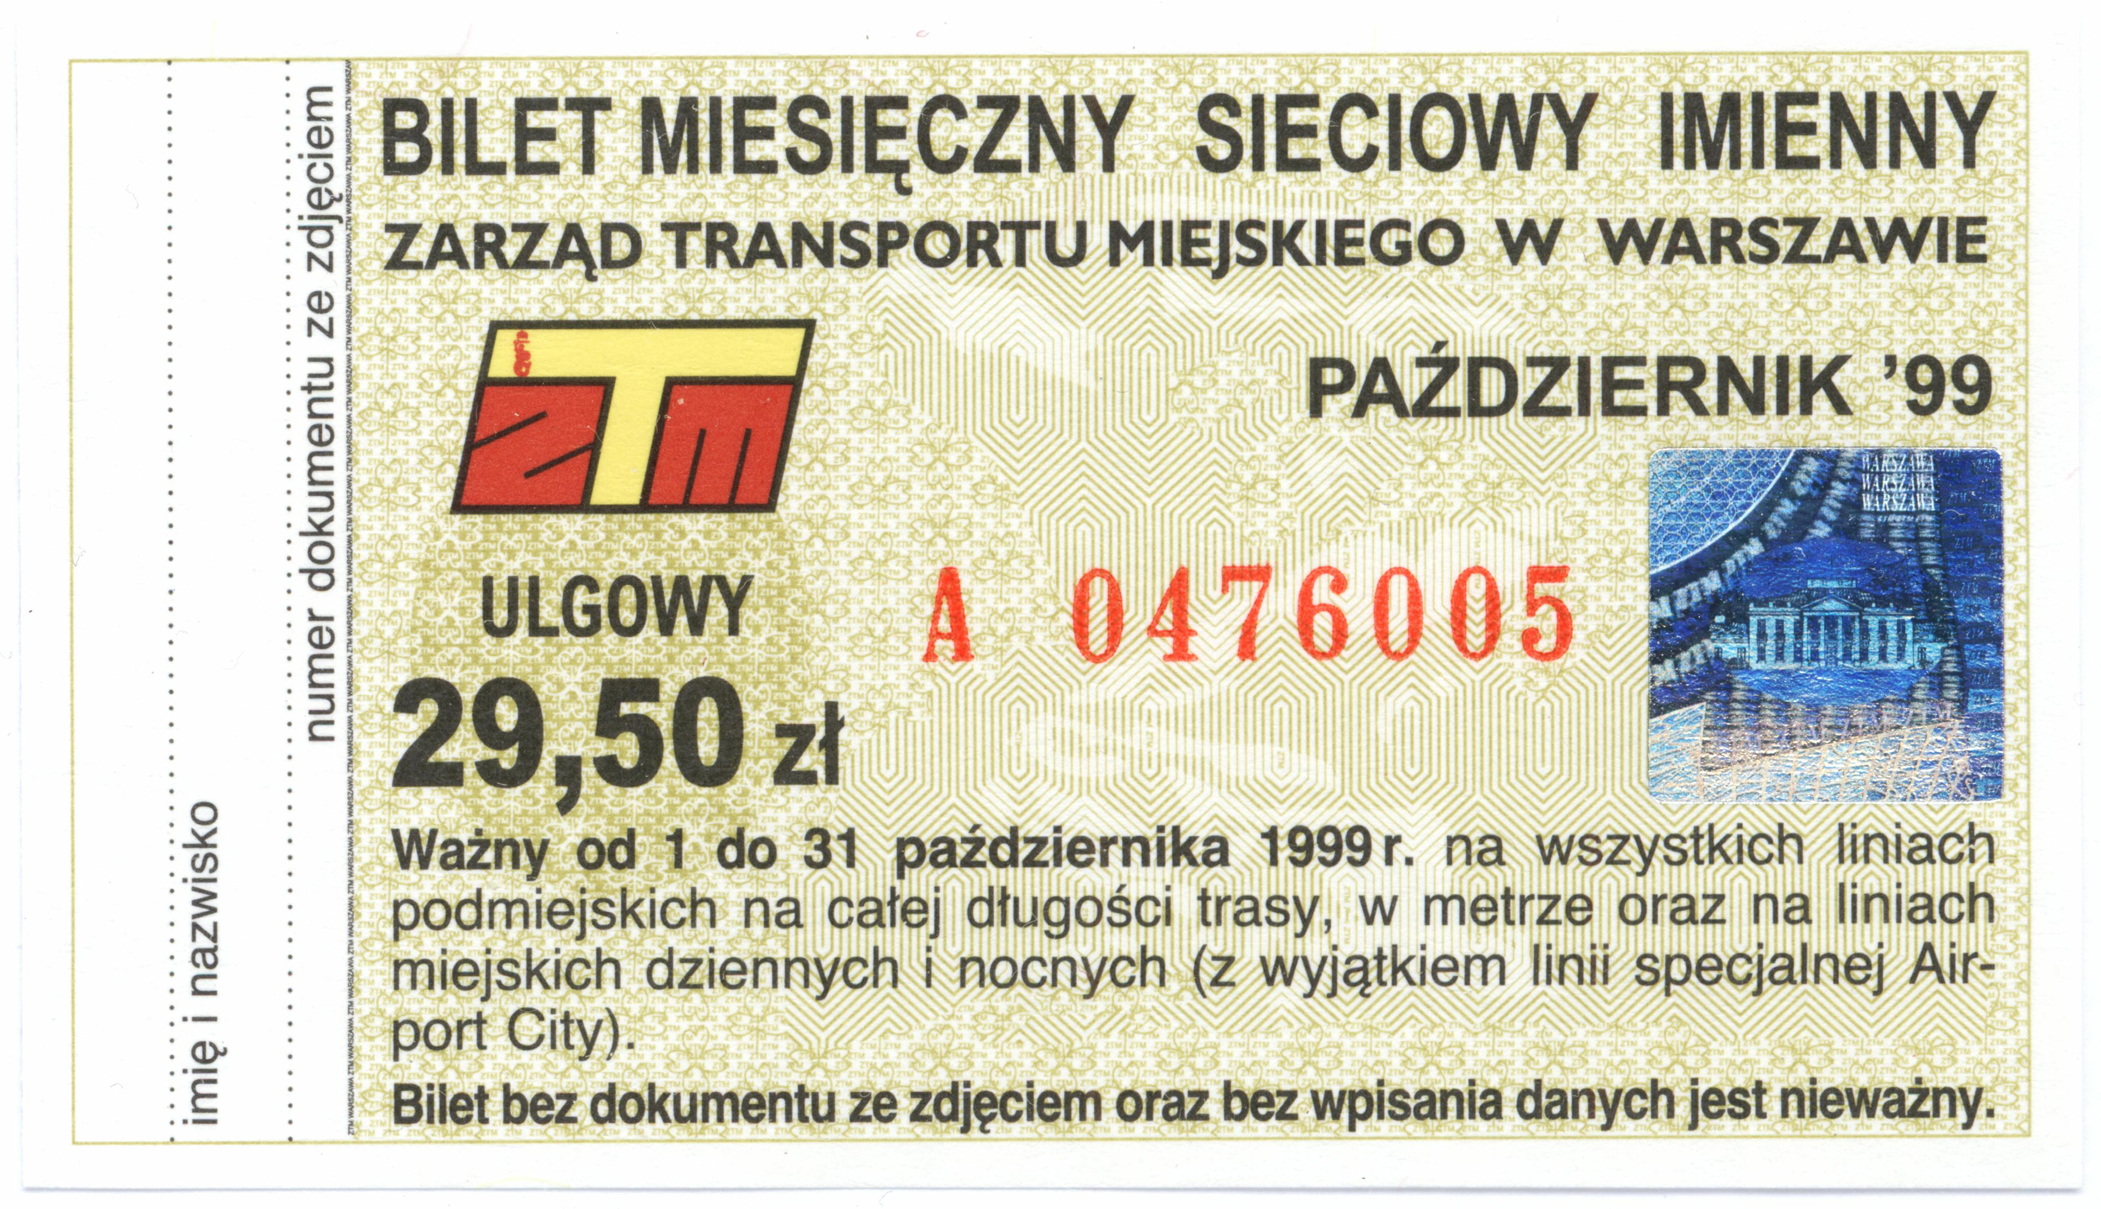 BILET MIESIĘCZNY SIECIOWY IMIENNY
ZARZĄD TRANSPORTU MIEJSKIEGO W WARSZAWIE
ZTM
PAŹDZIERNIK ’99
WARSZAWA
WARSZAWA
WARSZAWA
ULGOWY
A 0476005
29,50 zł
Ważny od 1 do 31 października 1999 r. na wszystkich liniach
podmiejskich na całej długości trasy, w metrze oraz na liniach
miejskich dziennych i nocnych (z wyjątkiem linii specjalnej Air-
port City).
Bilet bez dokumentu ze zdjęciem oraz bez wpisania danych jest nieważny.
imię i nazwisko
numer dokumentu ze zdjęciem